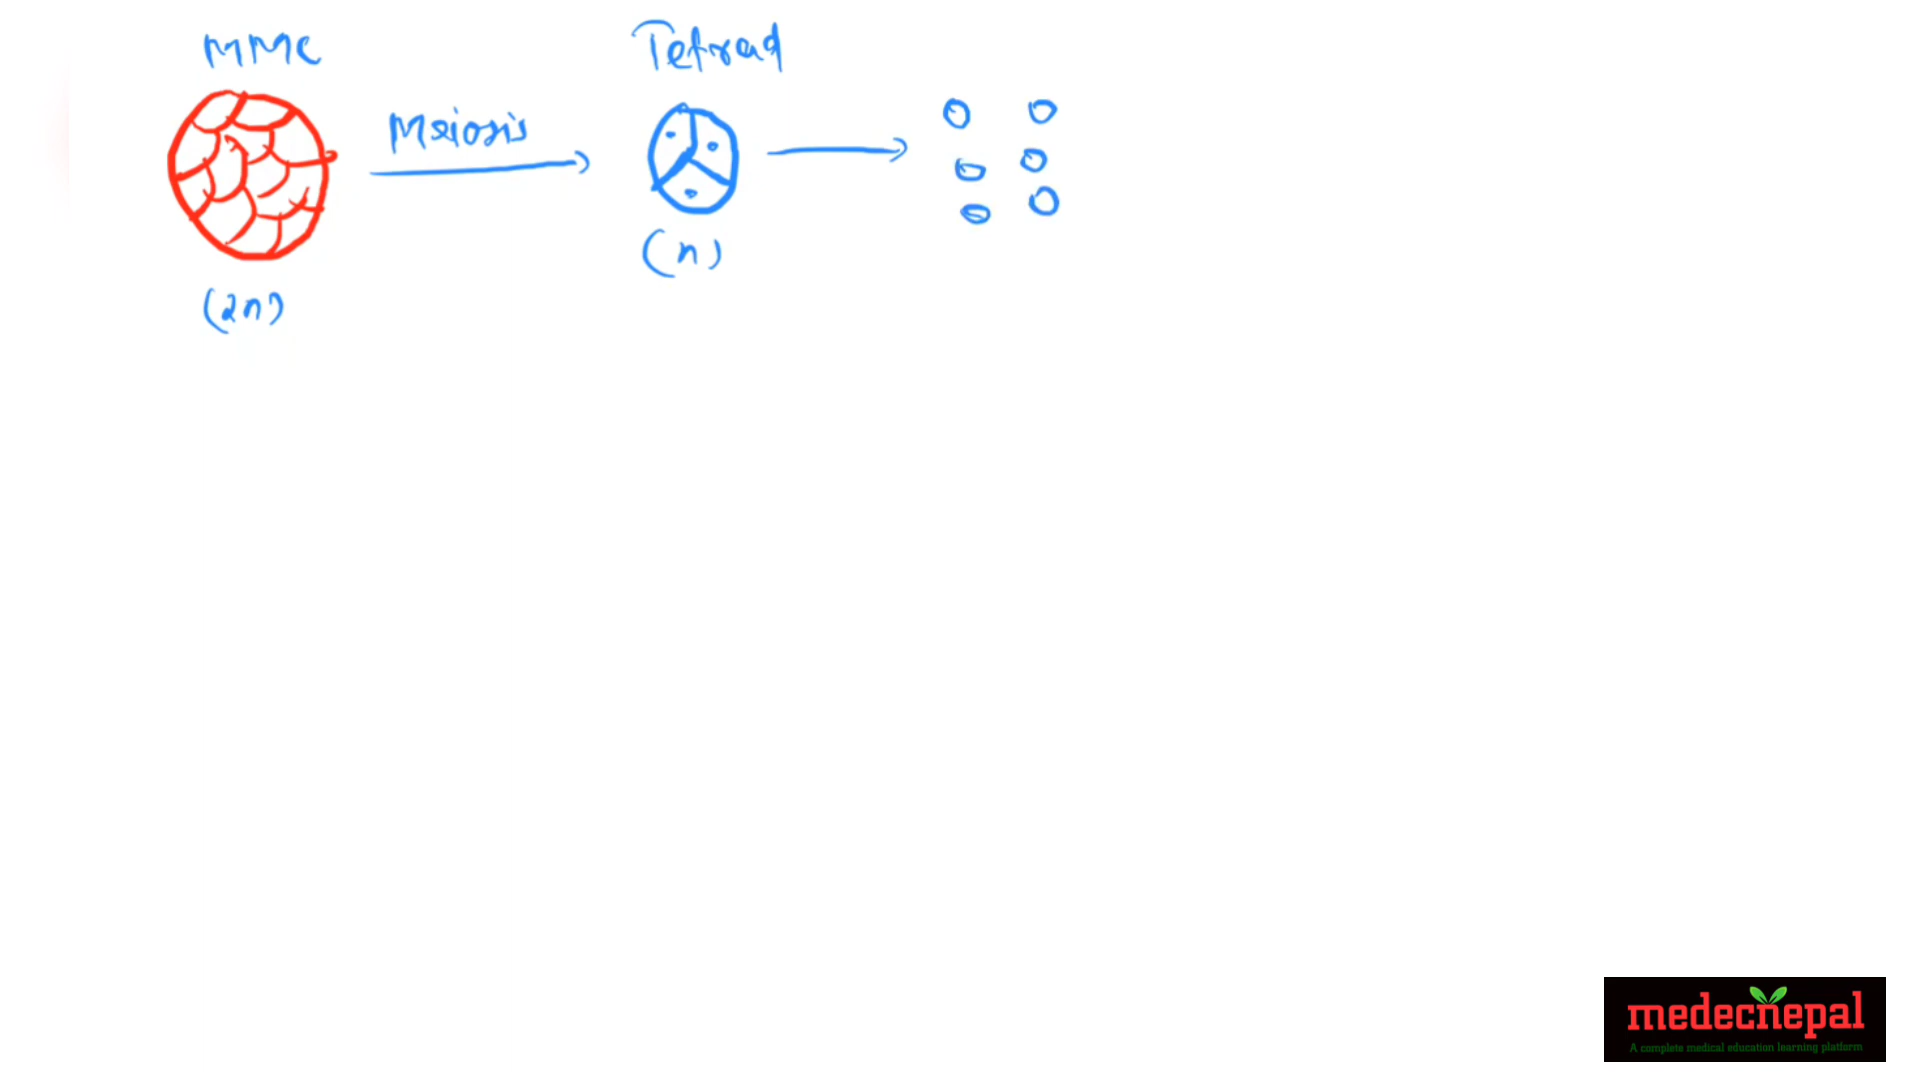 MMC
Tetrad
Meiosis
(n)
(2n)
medecnepal
A complete medical education learning platform